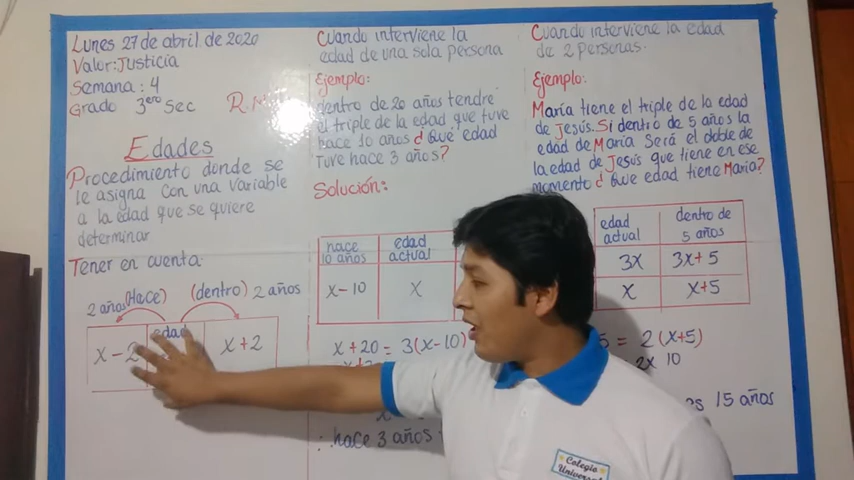 Lunes 27 de abril de 2020
Valor: Justicia
Semana: 4
Grado 3ero Sec
R.M
Edades
Procedimiento donde se
le asigna con una variable
a la edad que se quiere
determinar
Tener en cuenta
2 años (Hace) (dentro) 2 años
edad
x-2 x+2
Cuando interviene la
edad de una sola persona
Ejemplo:
dentro de 20 años tendré
el triple de la edad que tuve
hace 10 años ¿Qué edad
tuve hace 3 años?
Solución:
hace
10 años
edad
actual
x-10 x
x+20 = 3(x-10)
∴ hace 3 años
Cuando interviene la edad
de 2 personas.
Ejemplo:
María tiene el triple de la edad
de Jesús. Si dentro de 5 años la
edad de María será el doble de
la edad de Jesús que tiene en ese
momento ¿Que edad tiene María?
edad
actual
dentro de
5 años
3x 3x+5
x x+5
5 = 2(x+5)
2x 10
es 15 años
Colegio